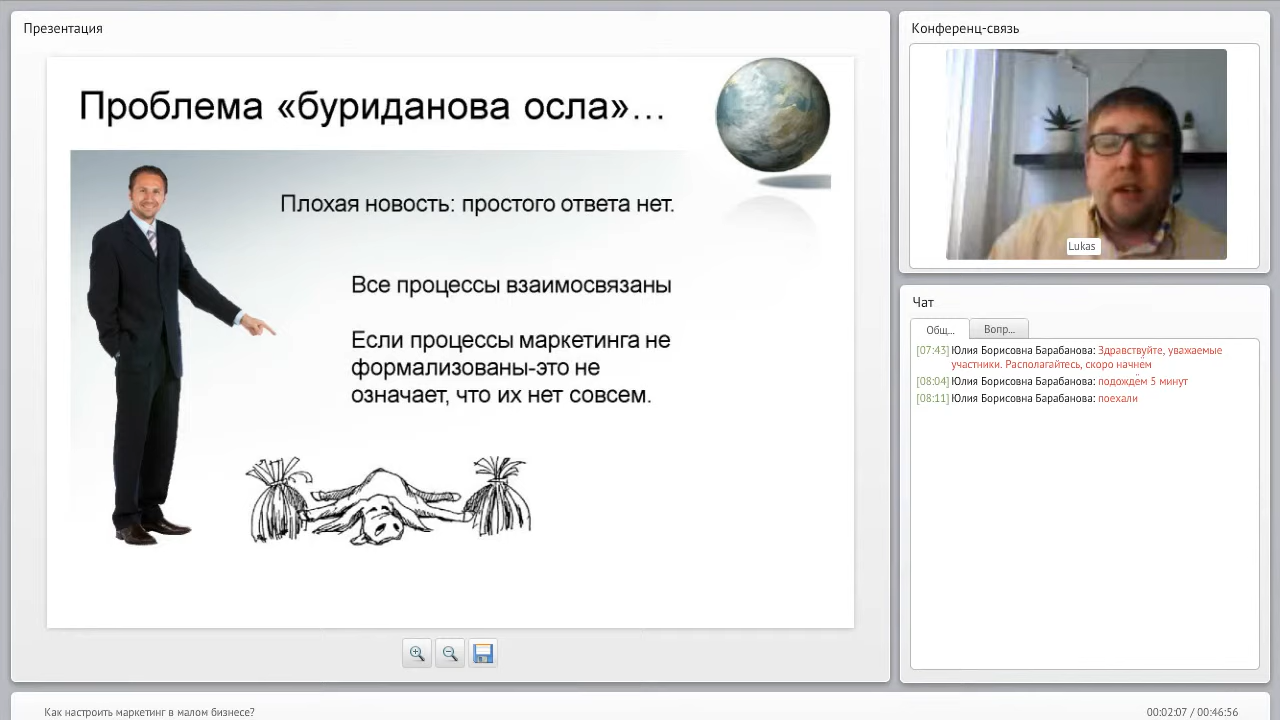 Презентация
Проблема «буриданова осла»...
Плохая новость: простого ответа нет.
Все процессы взаимосвязаны
Если процессы маркетинга не
формализованы-это не
означает, что их нет совсем.
Конференц-связь
Lukas
Чат
Общ...
Вопр...
[07:43] Юлия Борисовна Барабанова: Здравствуйте, уважаемые
участники. Располагайтесь, скоро начнём
[08:04] Юлия Борисовна Барабанова: подождём 5 минут
[08:11] Юлия Борисовна Барабанова: поехали
Как настроить маркетинг в малом бизнесе?
00:02:07 / 00:46:56